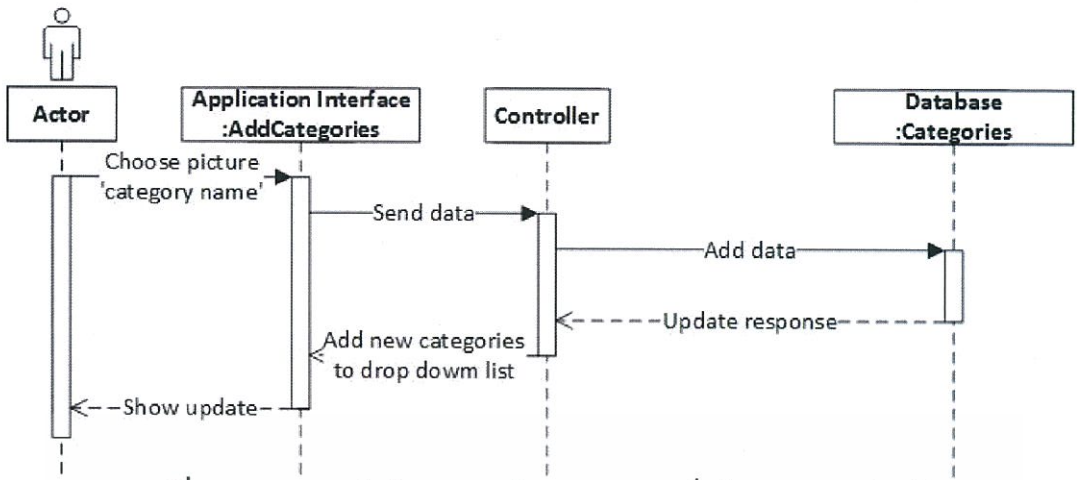 Actor
Application Interface
:AddCategories
Controller
Database
:Categories
Choose picture
'category name'
Send data
Add data
Update response
Add new categories
to drop dowm list
Show update